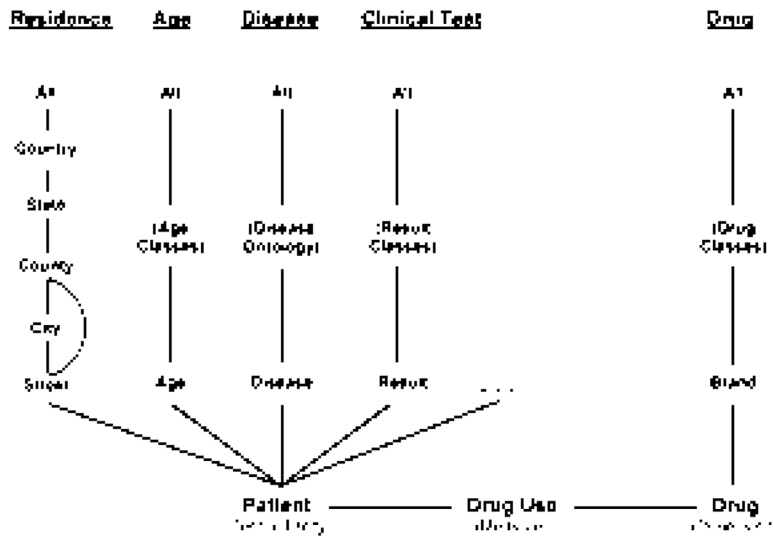 Residence Age Disease Clinical Test Drug
All All All All All
Country
State
(Age (Disease (Result (Drug
Classes) Ontology) Classes) Classes)
County
City
Street Age Disease Result Brand
Patient Drug Use Drug